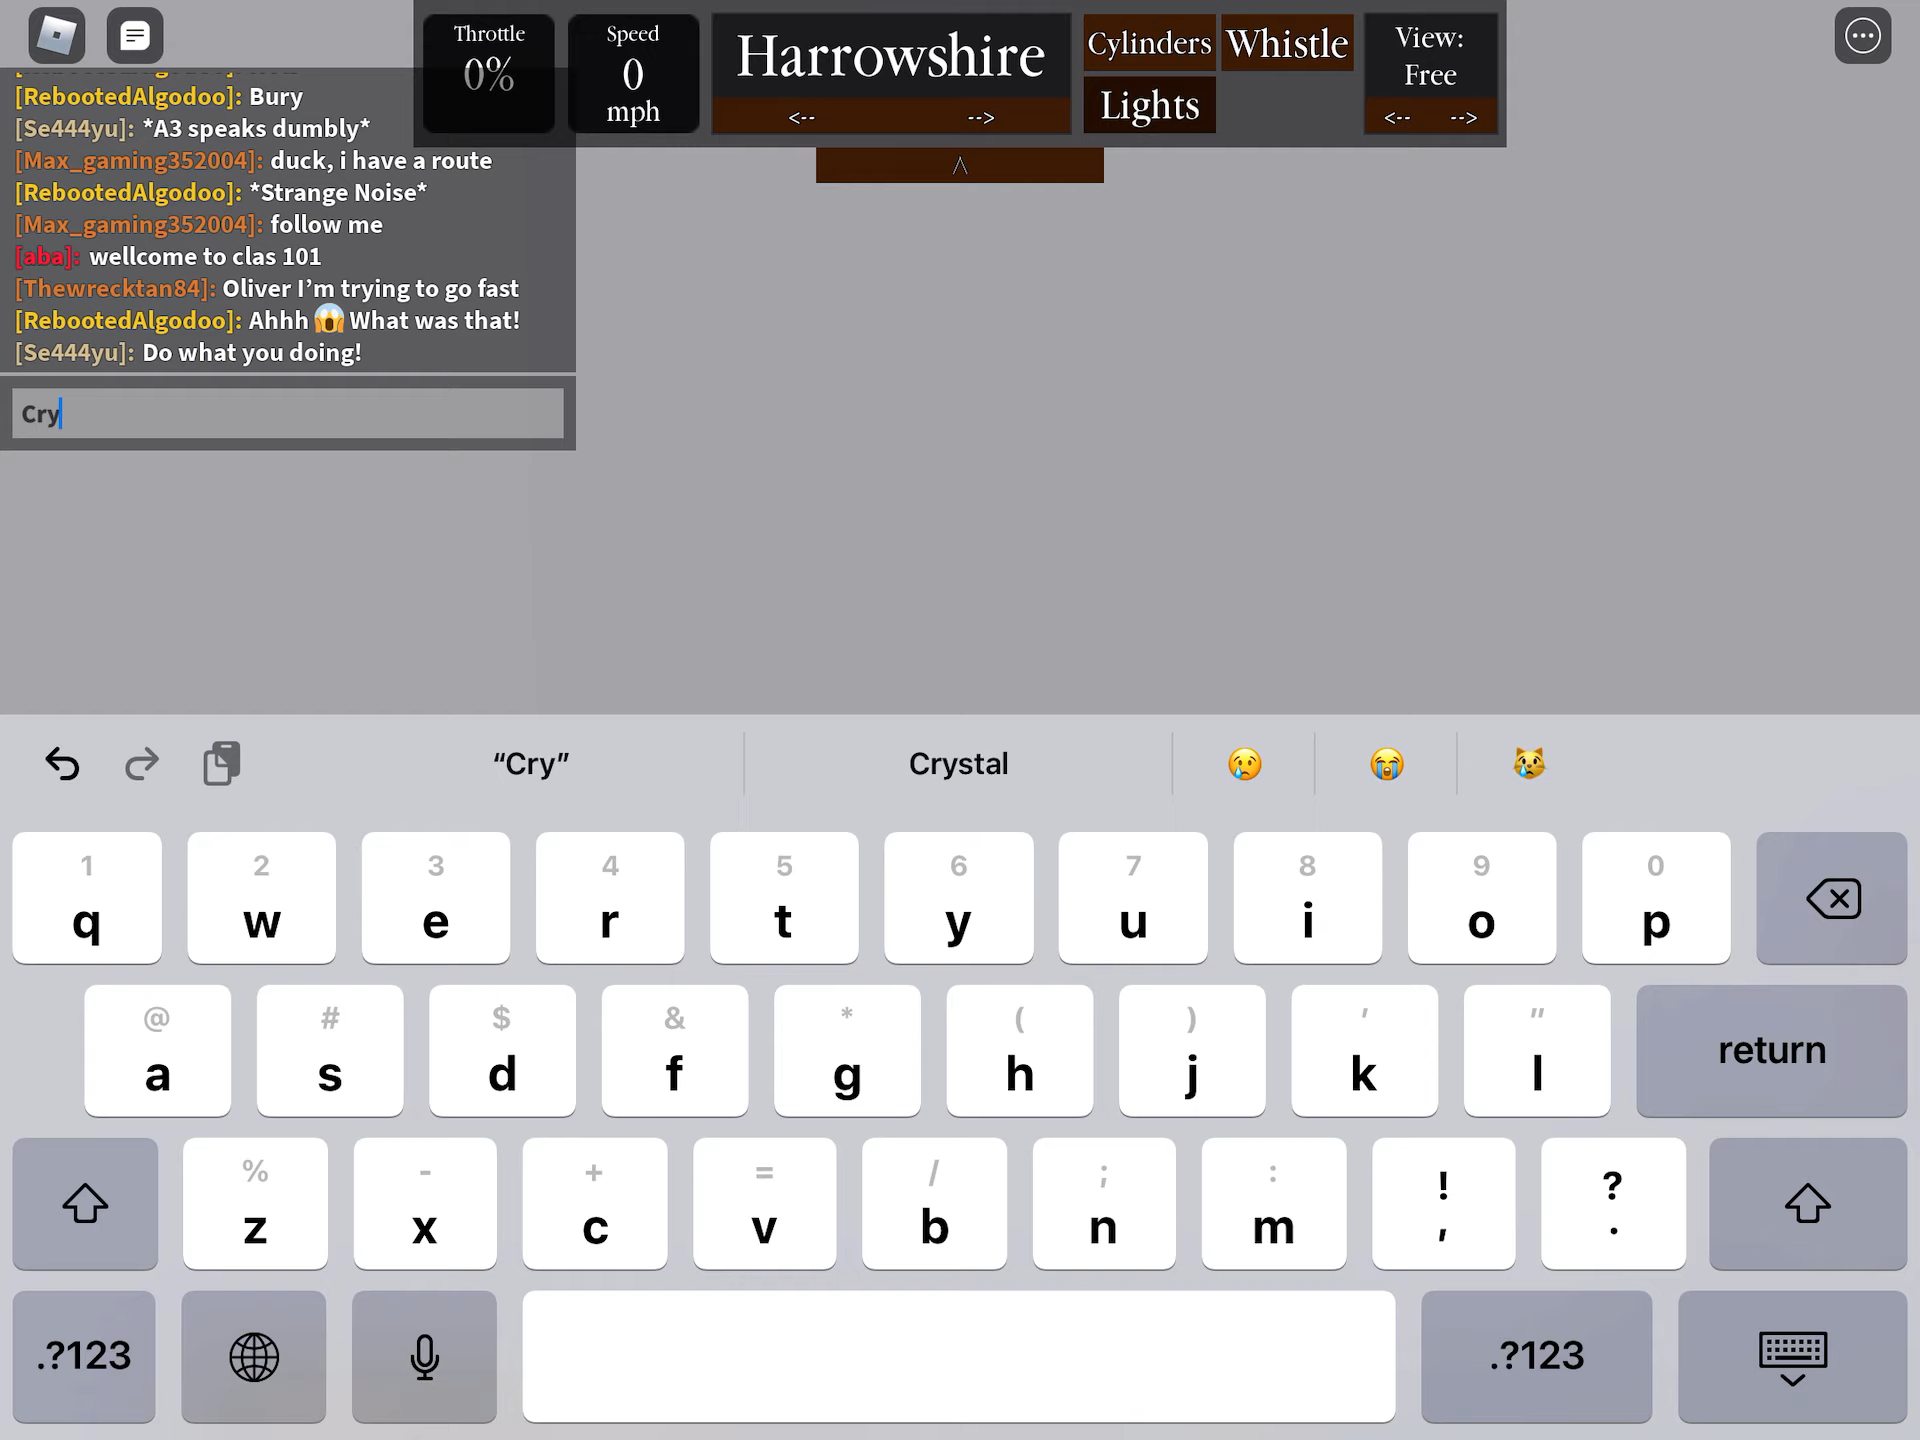 Throttle
0%
Speed
0
mph
Harrowshire
<-- -->
Cylinders
Whistle
Lights
View:
Free
<-- -->
^
[RebootedAlgodoo]: Bury
[Se444yu]: *A3 speaks dumbly*
[Max_gaming352004]: duck, i have a route
[RebootedAlgodoo]: *Strange Noise*
[Max_gaming352004]: follow me
[aba]: wellcome to clas 101
[Thewrecktan84]: Oliver I’m trying to go fast
[RebootedAlgodoo]: Ahhh 😱 What was that!
[Se444yu]: Do what you doing!
Cry
“Cry” Crystal 😢 😭 😿
1 2 3 4 5 6 7 8 9 0
q w e r t y u i o p
@ # $ & * ( ) ' "
a s d f g h j k l return
% - + = / ; : ! ?
z x c v b n m , .
.?123 .?123